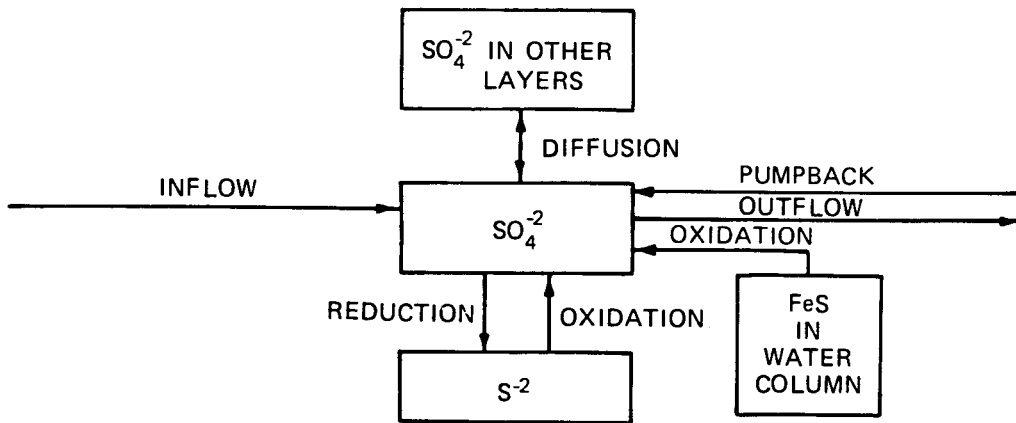 SO₄⁻² IN OTHER
LAYERS
DIFFUSION
INFLOW
PUMPBACK
SO₄⁻²
OUTFLOW
OXIDATION
REDUCTION
OXIDATION
FeS
IN
WATER
COLUMN
S⁻²